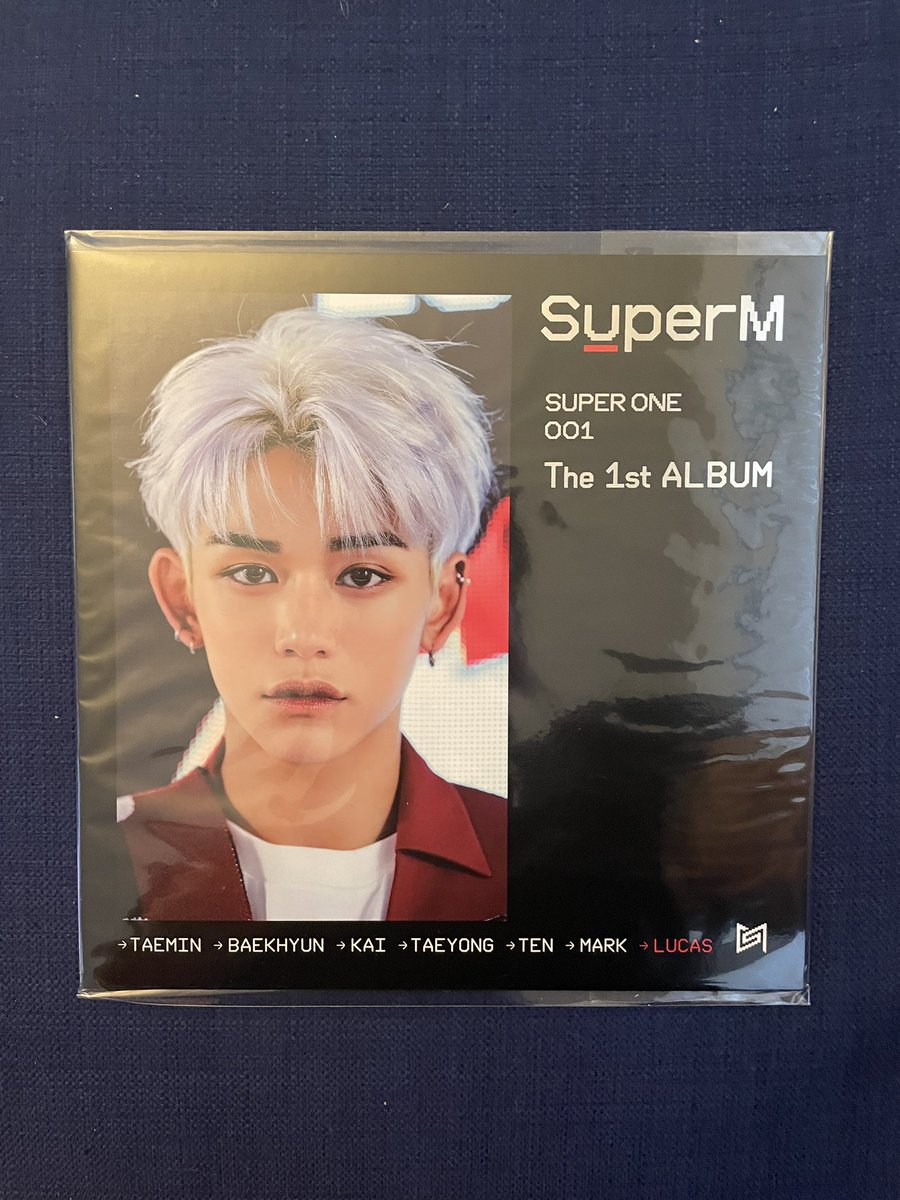 SuperM
SUPER ONE
001
The 1st ALBUM
→TAEMIN →BAEKHYUN →KAI →TAEYONG →TEN →MARK →LUCAS